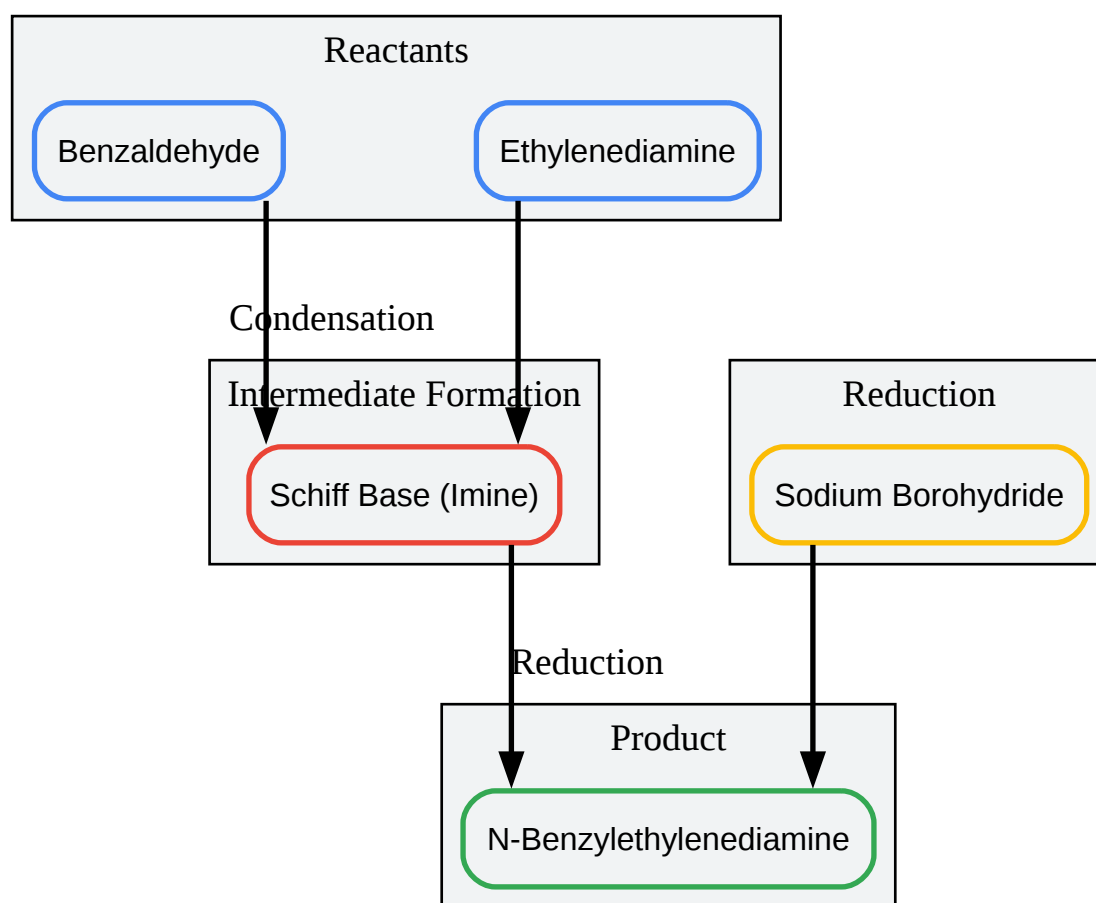 Reactants
Benzaldehyde
Ethylenediamine
Condensation
Intermediate Formation
Reduction
Schiff Base (Imine)
Sodium Borohydride
Reduction
Product
N-Benzylethylenediamine